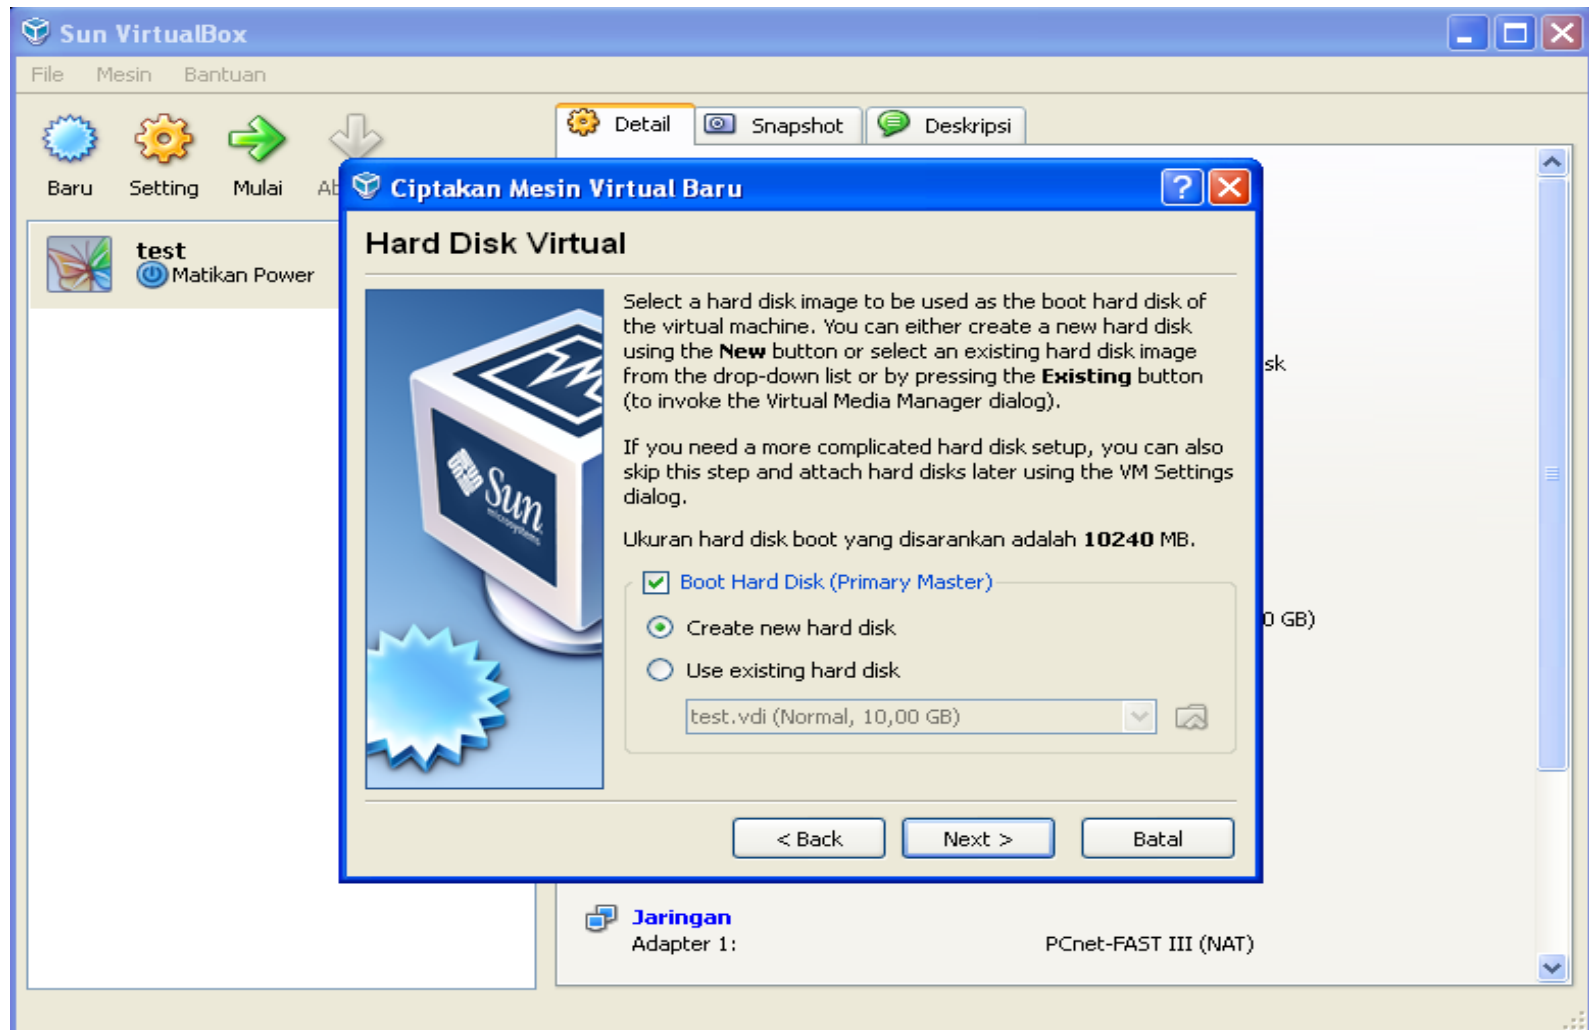 Sun VirtualBox
File Mesin Bantuan
Baru Setting Mulai
Detail Snapshot Deskripsi
test
Matikan Power
Ciptakan Mesin Virtual Baru
Hard Disk Virtual
Select a hard disk image to be used as the boot hard disk of
the virtual machine. You can either create a new hard disk
using the New button or select an existing hard disk image
from the drop-down list or by pressing the Existing button
(to invoke the Virtual Media Manager dialog).
If you need a more complicated hard disk setup, you can also
skip this step and attach hard disks later using the VM Settings
dialog.
Ukuran hard disk boot yang disarankan adalah 10240 MB.
Boot Hard Disk (Primary Master)
Create new hard disk
Use existing hard disk
test.vdi (Normal, 10,00 GB)
< Back Next > Batal
Sun
microsystems
sk
0 GB)
Jaringan
Adapter 1: PCnet-FAST III (NAT)